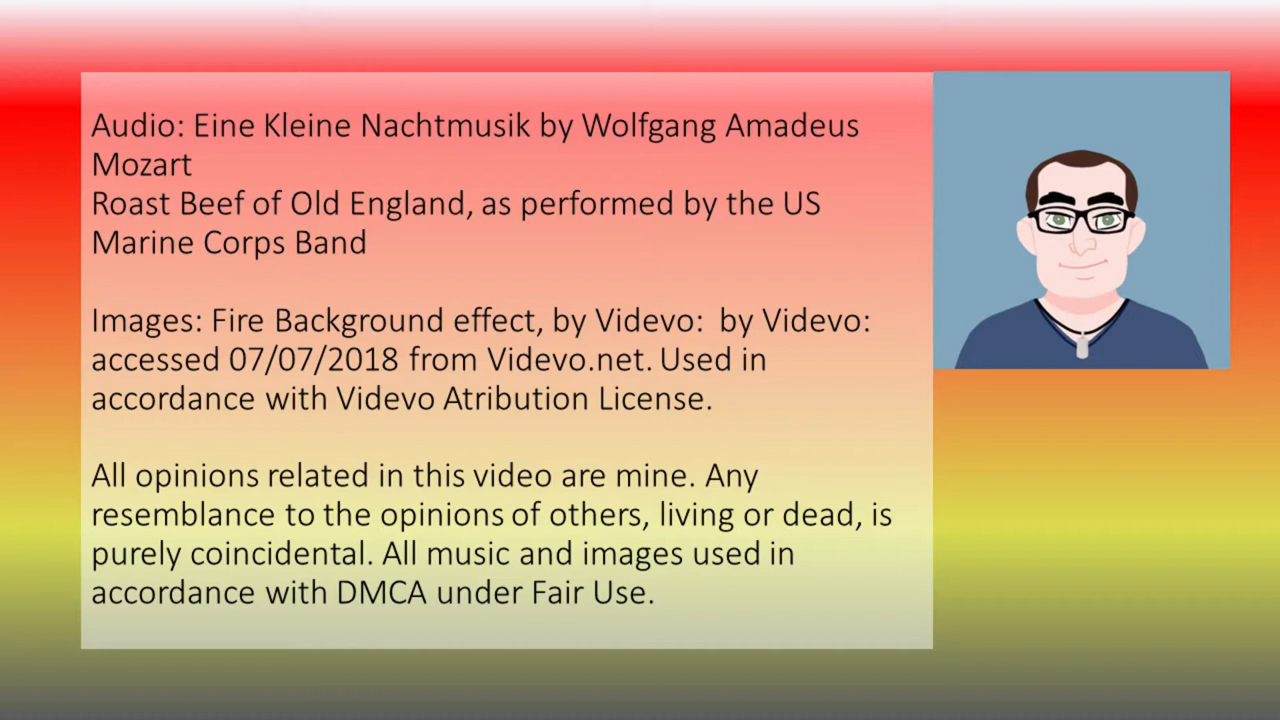 Audio: Eine Kleine Nachtmusik by Wolfgang Amadeus
Mozart
Roast Beef of Old England, as performed by the US
Marine Corps Band
Images: Fire Background effect, by Videvo:  by Videvo:
accessed 07/07/2018 from Videvo.net. Used in
accordance with Videvo Atribution License.
All opinions related in this video are mine. Any
resemblance to the opinions of others, living or dead, is
purely coincidental. All music and images used in
accordance with DMCA under Fair Use.